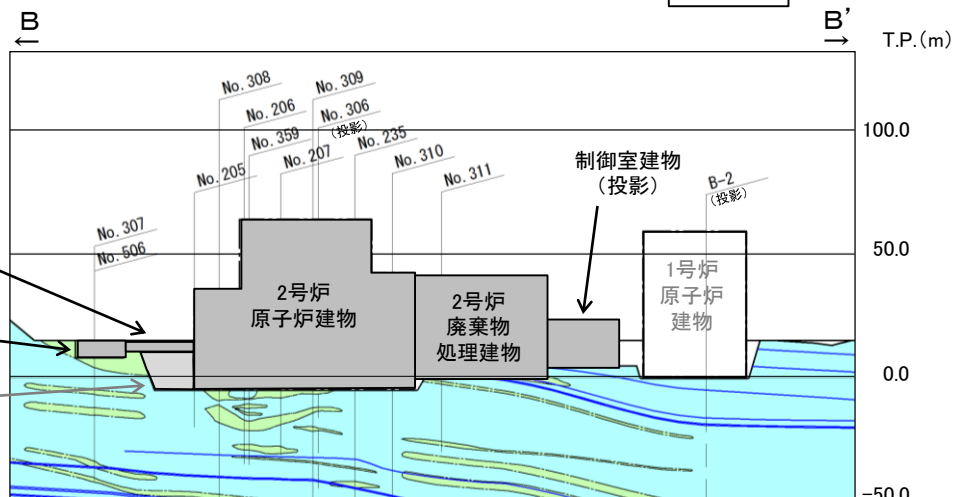 B
←
B'
→
T.P.(m)
No. 308
No. 309
No. 206
No. 306
(投影)
No. 359
No. 235
No. 205
No. 207
No. 310
No. 311
制御室建物
(投影)
B-2
(投影)
100.0
No. 307
No. 506
50.0
2号炉
原子炉建物
2号炉
廃棄物
処理建物
1号炉
原子炉
建物
0.0
-50.0